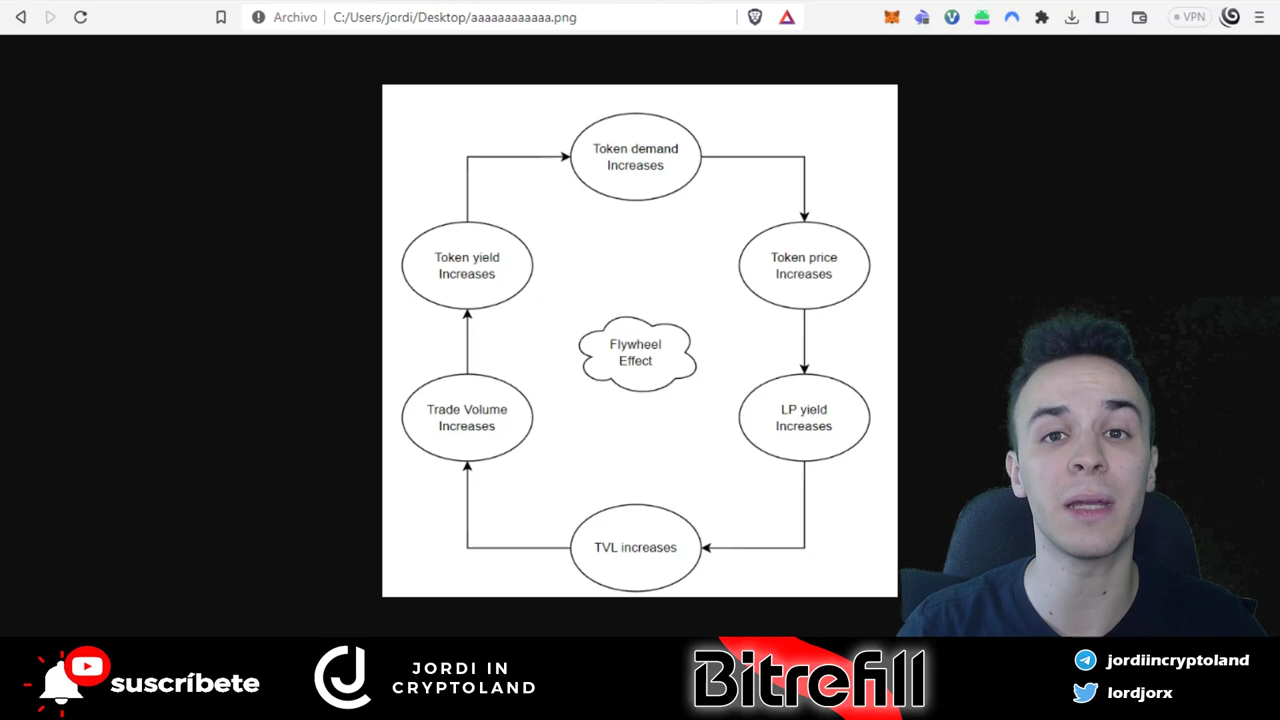 Archivo
C:/Users/jordi/Desktop/aaaaaaaaaaaaa.png
VPN
Token demand
Increases
Token yield
Increases
Token price
Increases
Flywheel
Effect
Trade Volume
Increases
LP yield
Increases
TVL increases
suscríbete
JORDI IN
CRYPTOLAND
Bitrefill
jordiincryptoland
lordjorx